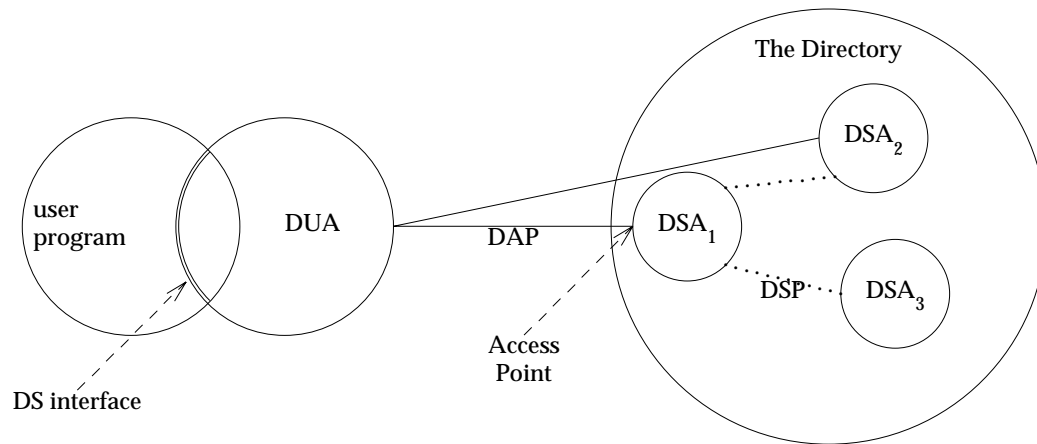 The Directory
DSA2
user
program
DUA
DAP
DSA1
DSP
DSA3
Access
Point
DS interface